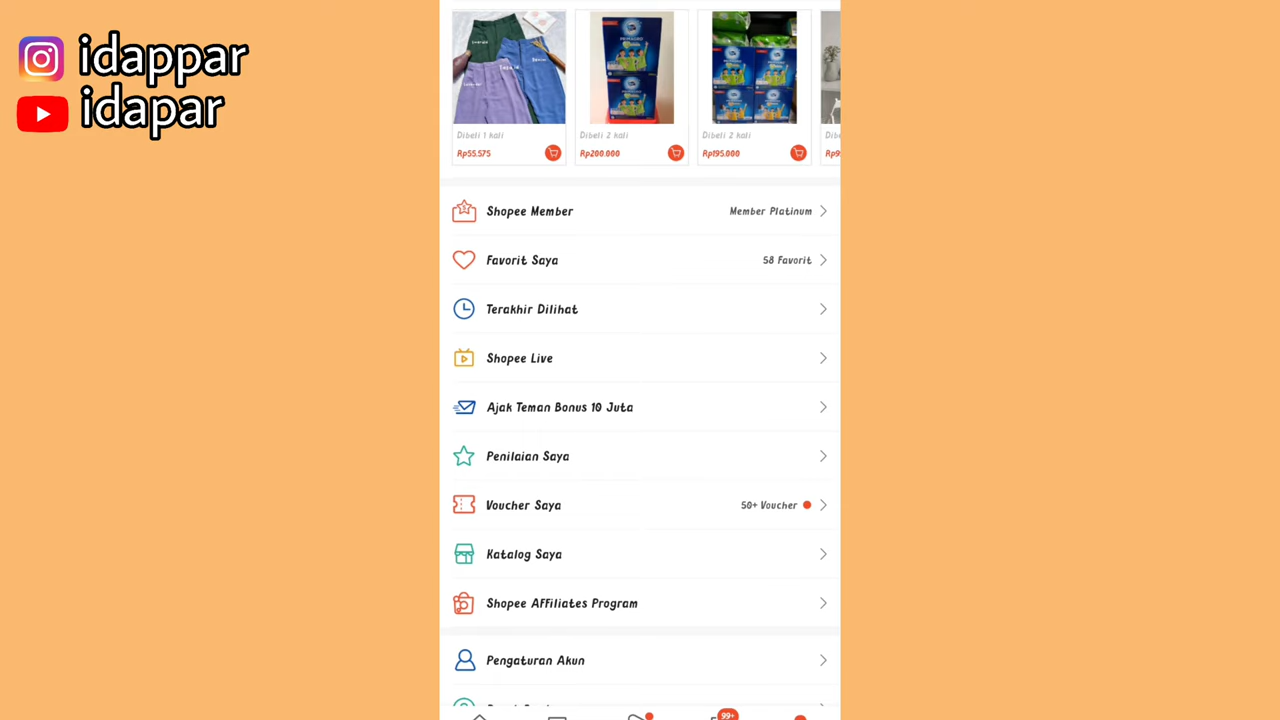 idappar
idapar
Dibeli 1 kali
Dibeli 2 kali
Dibeli 2 kali
Rp55.575
Rp200.000
Rp195.000
Shopee Member
Member Platinum
Favorit Saya
58 Favorit
Terakhir Dilihat
Shopee Live
Ajak Teman Bonus 10 Juta
Penilaian Saya
Voucher Saya
50+ Voucher
Katalog Saya
Shopee Affiliates Program
Pengaturan Akun
99+